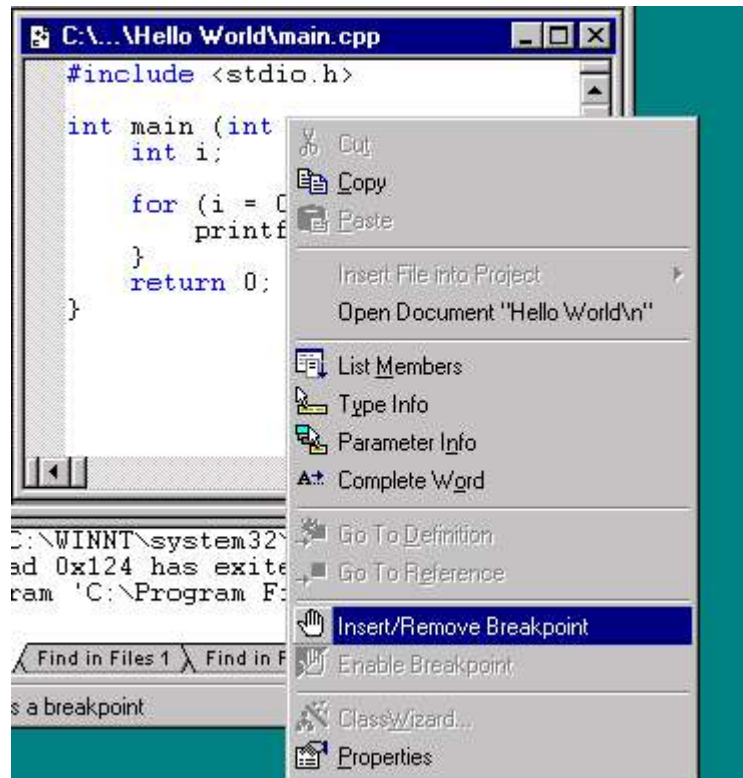 C:\...\Hello World\main.cpp
#include <stdio.h>
int main (int
int i;
for (i = 0
printf
}
return 0;
}
Cut
Copy
Paste
Insert File into Project
Open Document "Hello World\n"
List Members
Type Info
Parameter Info
Complete Word
Go To Definition
Go To Reference
Insert/Remove Breakpoint
Enable Breakpoint
ClassWizard...
Properties
C:\WINNT\system32\
ad 0x124 has exite
ram 'C:\Program Fi
Find in Files 1 Find in F
s a breakpoint